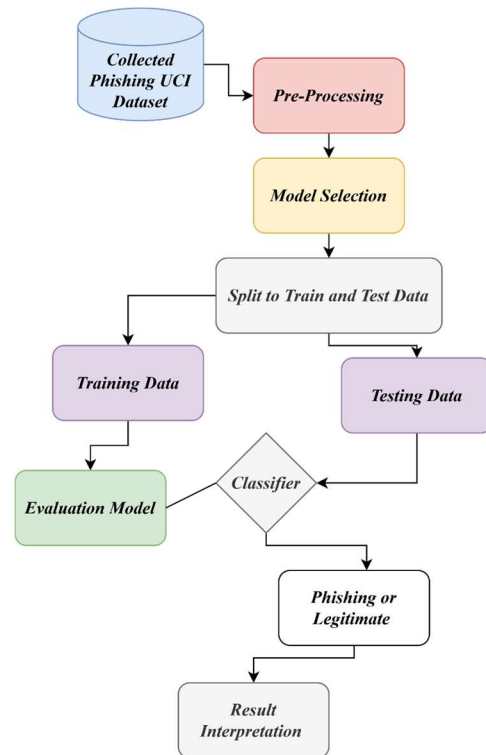 Collected
Phishing UCI
Dataset
Pre-Processing
Model Selection
Split to Train and Test Data
Training Data
Testing Data
Evaluation Model
Classifier
Phishing or
Legitimate
Result
Interpretation